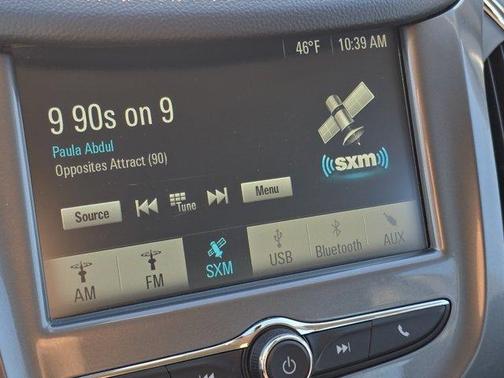 46°F 10:39 AM
9 90s on 9
Paula Abdul
Opposites Attract (90)
((sxm))
Source Tune Menu
AM FM SXM USB Bluetooth AUX